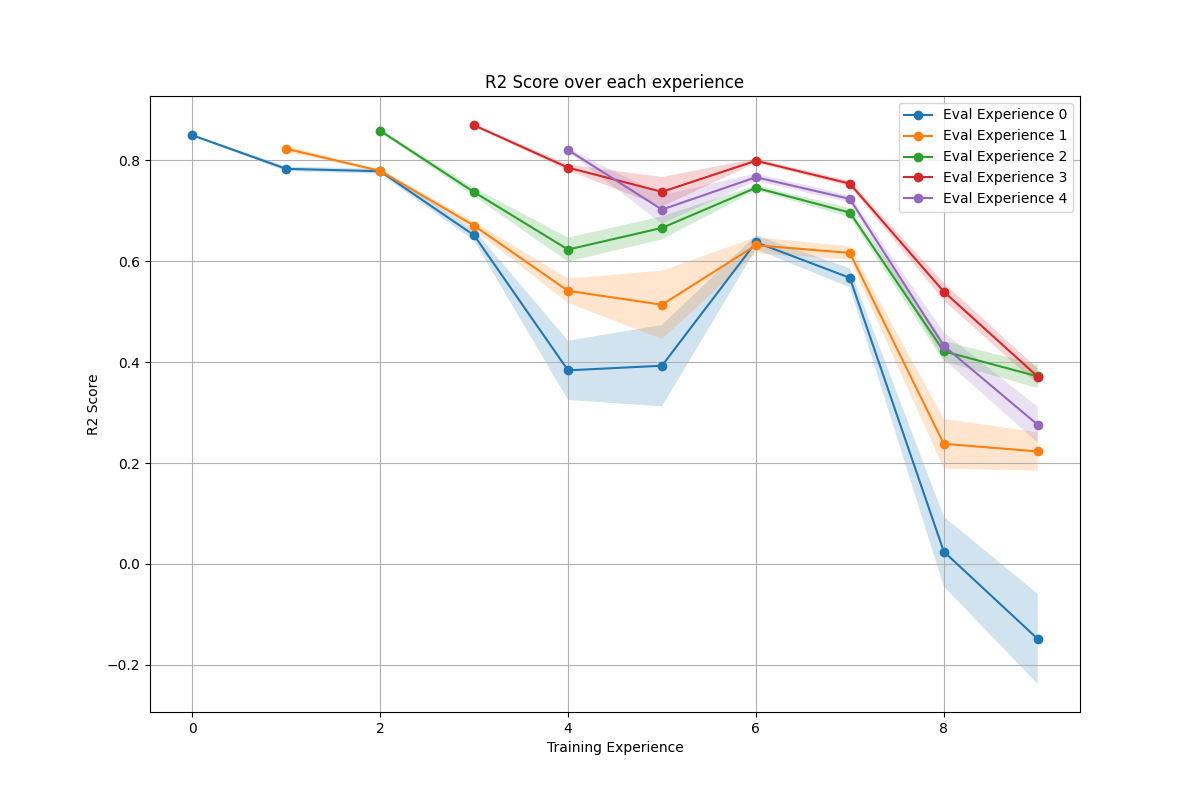 R2 Score over each experience
Eval Experience 0
Eval Experience 1
Eval Experience 2
Eval Experience 3
Eval Experience 4
R2 Score
0.8
0.6
0.4
0.2
0.0
−0.2
0 2 4 6 8
Training Experience